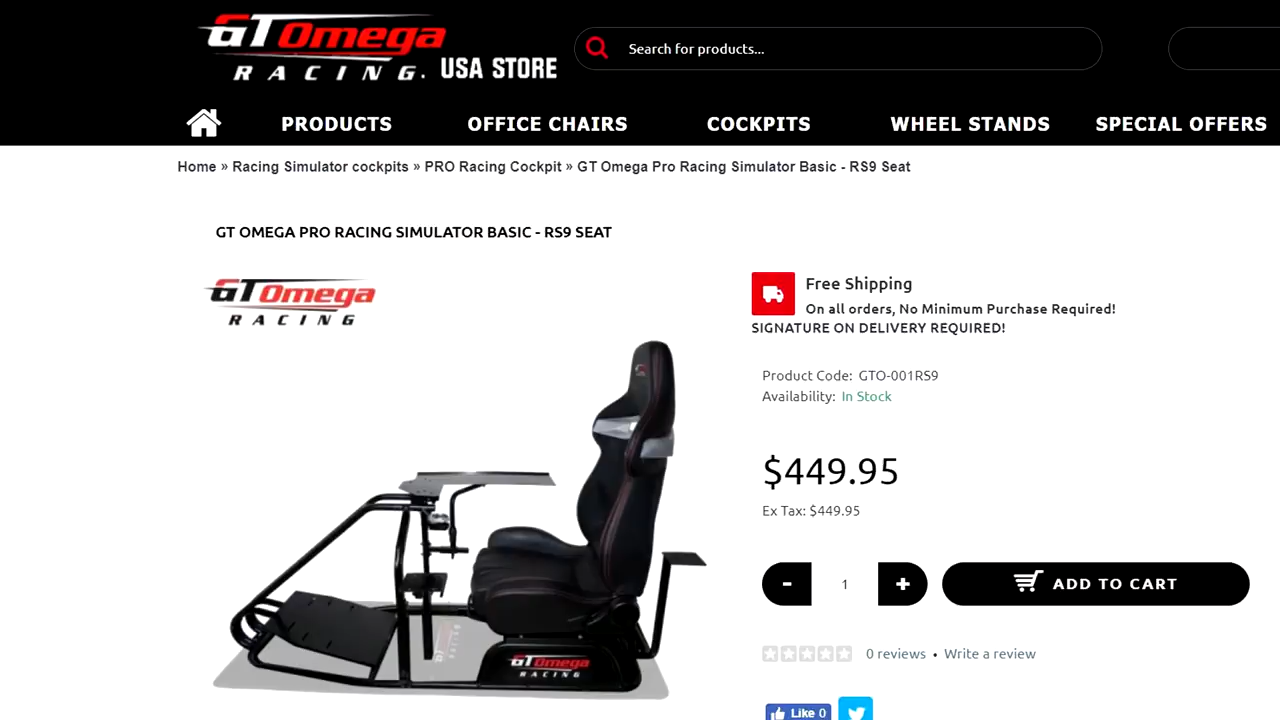 GT Omega
RACING. USA STORE
Search for products...
PRODUCTS
OFFICE CHAIRS
COCKPITS
WHEEL STANDS
SPECIAL OFFERS
Home » Racing Simulator cockpits » PRO Racing Cockpit » GT Omega Pro Racing Simulator Basic - RS9 Seat
GT OMEGA PRO RACING SIMULATOR BASIC - RS9 SEAT
GT Omega
RACING
Free Shipping
On all orders, No Minimum Purchase Required!
SIGNATURE ON DELIVERY REQUIRED!
Product Code: GTO-001RS9
Availability: In Stock
$449.95
Ex Tax: $449.95
- 1 +
ADD TO CART
0 reviews • Write a review
GT Omega
RACING
Like 0